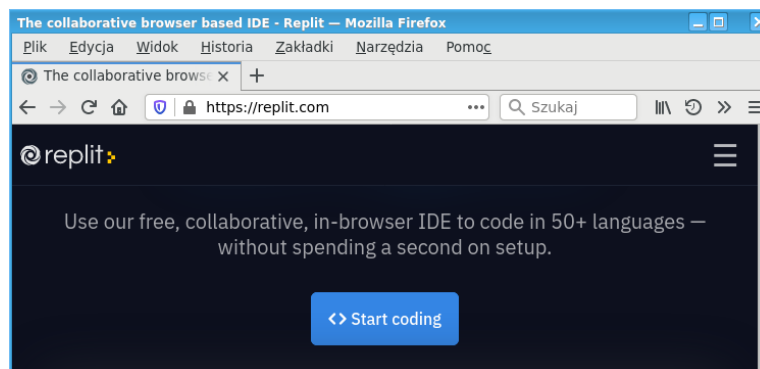 The collaborative browser based IDE - Replit — Mozilla Firefox
Plik Edycja Widok Historia Zakładki Narzędzia Pomoc
The collaborative browse
https://replit.com Szukaj
replit
Use our free, collaborative, in-browser IDE to code in 50+ languages —
without spending a second on setup.
<> Start coding